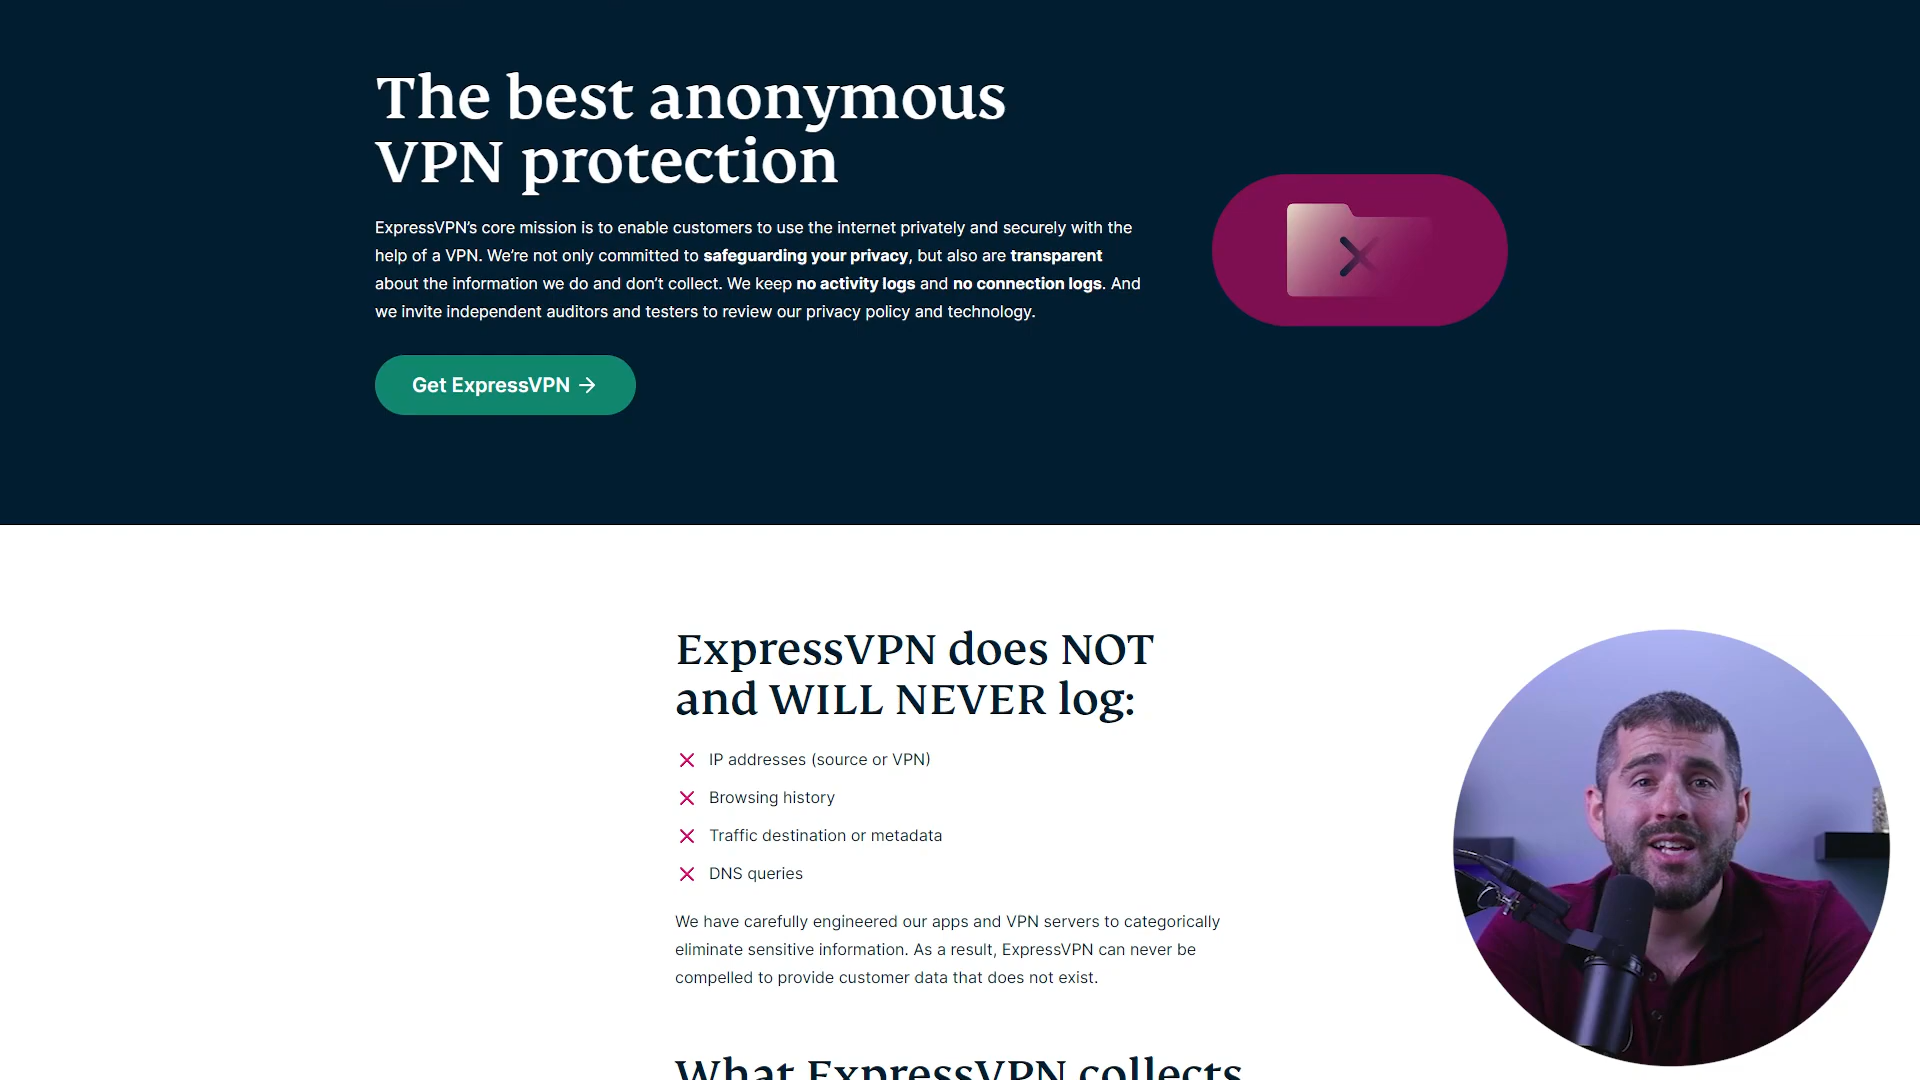 The best anonymous
VPN protection
ExpressVPN’s core mission is to enable customers to use the internet privately and securely with the
help of a VPN. We’re not only committed to safeguarding your privacy, but also are transparent
about the information we do and don’t collect. We keep no activity logs and no connection logs. And
we invite independent auditors and testers to review our privacy policy and technology.
Get ExpressVPN →
ExpressVPN does NOT
and WILL NEVER log:
IP addresses (source or VPN)
Browsing history
Traffic destination or metadata
DNS queries
We have carefully engineered our apps and VPN servers to categorically
eliminate sensitive information. As a result, ExpressVPN can never be
compelled to provide customer data that does not exist.
What ExpressVPN collects